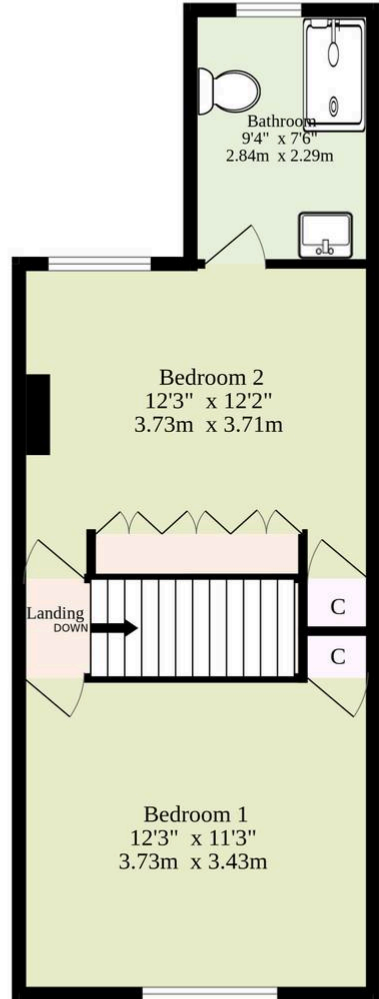 Bathroom
9'4" x 7'6"
2.84m x 2.29m
Bedroom 2
12'3" x 12'2"
3.73m x 3.71m
Landing
DOWN
C
C
Bedroom 1
12'3" x 11'3"
3.73m x 3.43m